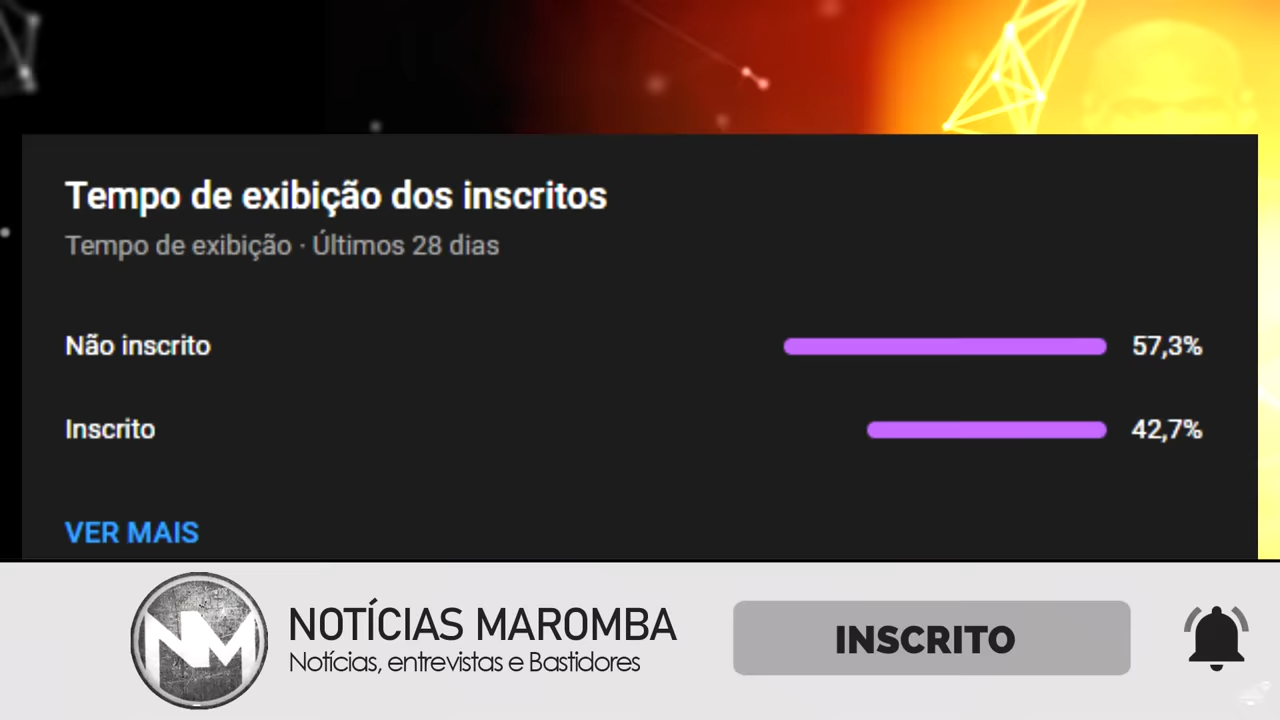 Tempo de exibição dos inscritos
Tempo de exibição · Últimos 28 dias
Não inscrito 57,3%
Inscrito 42,7%
VER MAIS
NM
NOTÍCIAS MAROMBA
Notícias, entrevistas e Bastidores
INSCRITO